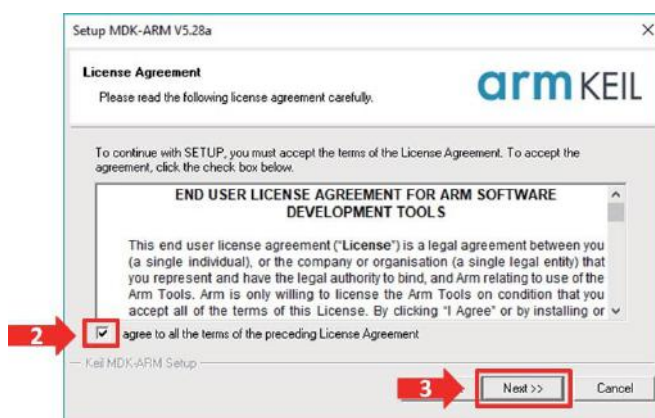 Setup MDK-ARM V5.28a
License Agreement
Please read the following license agreement carefully.
arm KEIL
To continue with SETUP, you must accept the terms of the License Agreement. To accept the
agreement, click the check box below.
END USER LICENSE AGREEMENT FOR ARM SOFTWARE
DEVELOPMENT TOOLS
This end user license agreement ("License") is a legal agreement between you
(a single individual), or the company or organisation (a single legal entity) that
you represent and have the legal authority to bind, and Arm relating to use of the
Arm Tools. Arm is only willing to license the Arm Tools on condition that you
accept all of the terms of this License. By clicking "I Agree" or by installing or
2
agree to all the terms of the preceding License Agreement
Keil MDK-ARM Setup
3
Next >>
Cancel